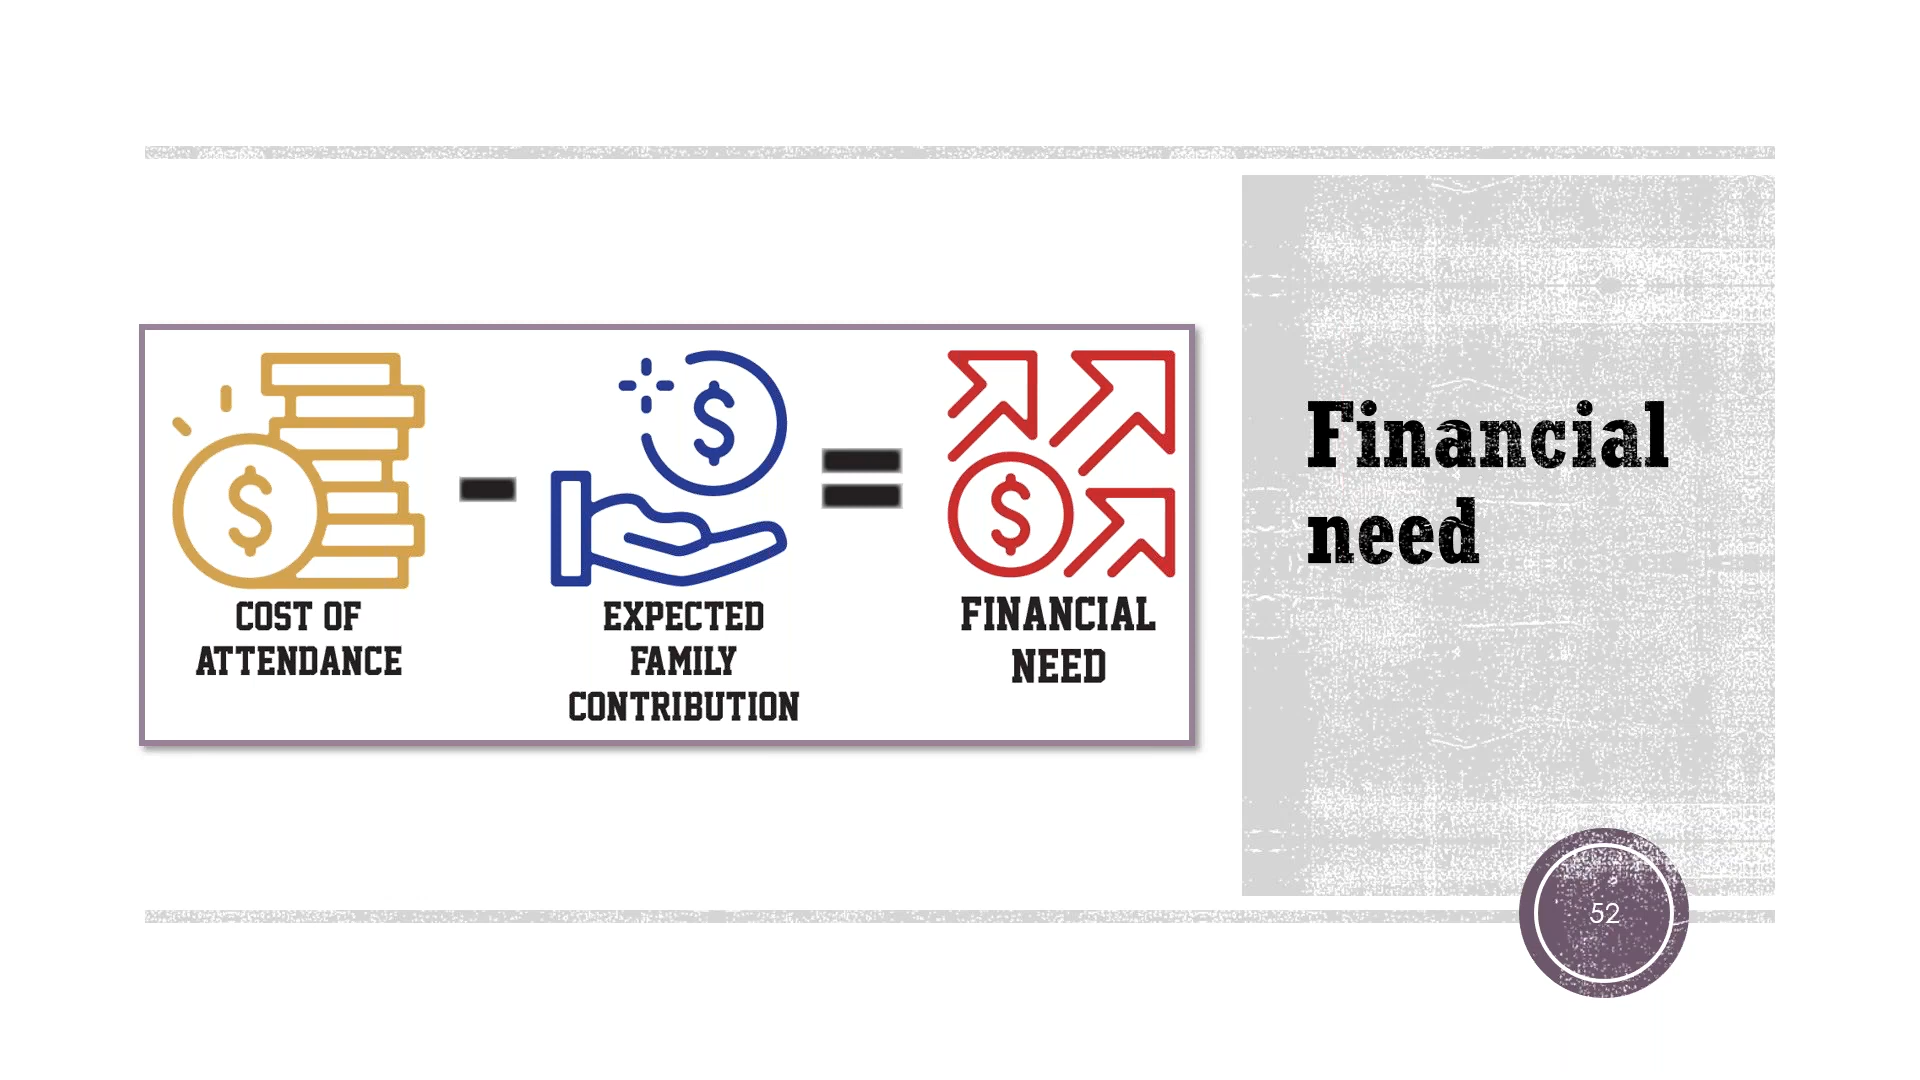 COST OF
ATTENDANCE
-
EXPECTED
FAMILY
CONTRIBUTION
=
FINANCIAL
NEED
Financial
need
52